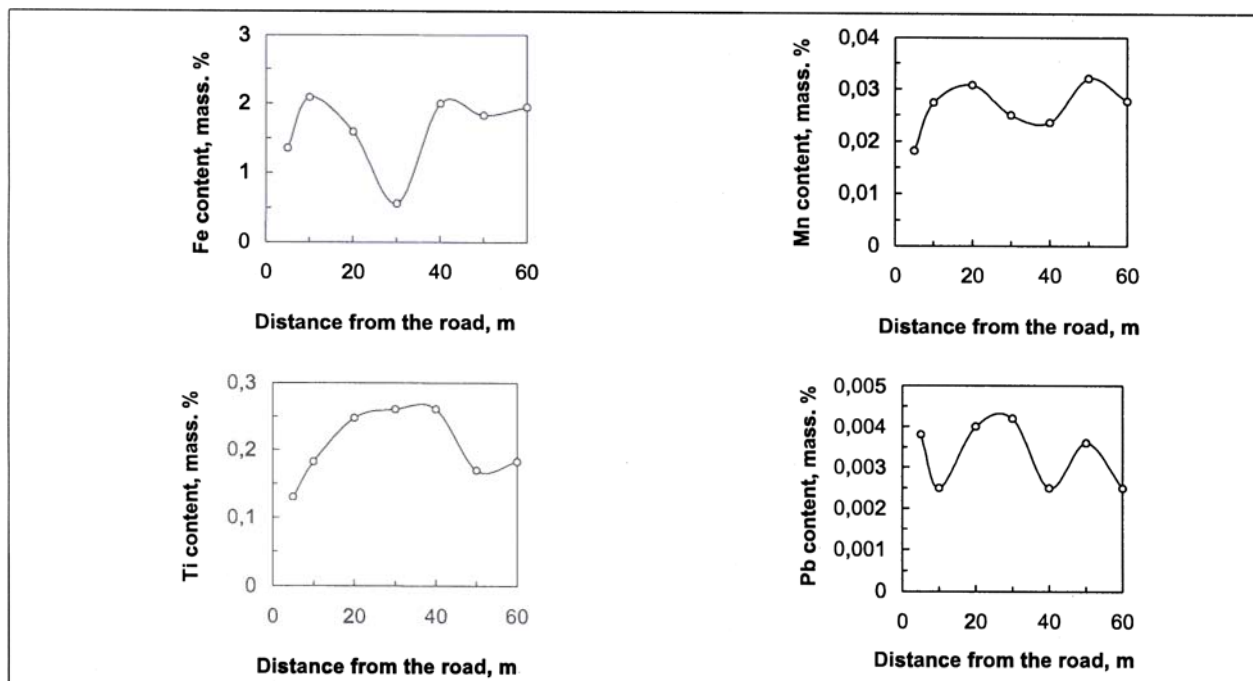 Fe content, mass. %
3
2
1
0
0 20 40 60
Distance from the road, m
Mn content, mass. %
0,04
0,03
0,02
0,01
0
0 20 40 60
Distance from the road, m
Ti content, mass. %
0,3
0,2
0,1
0
0 20 40 60
Distance from the road, m
Pb content, mass. %
0,005
0,004
0,003
0,002
0,001
0
0 20 40 60
Distance from the road, m